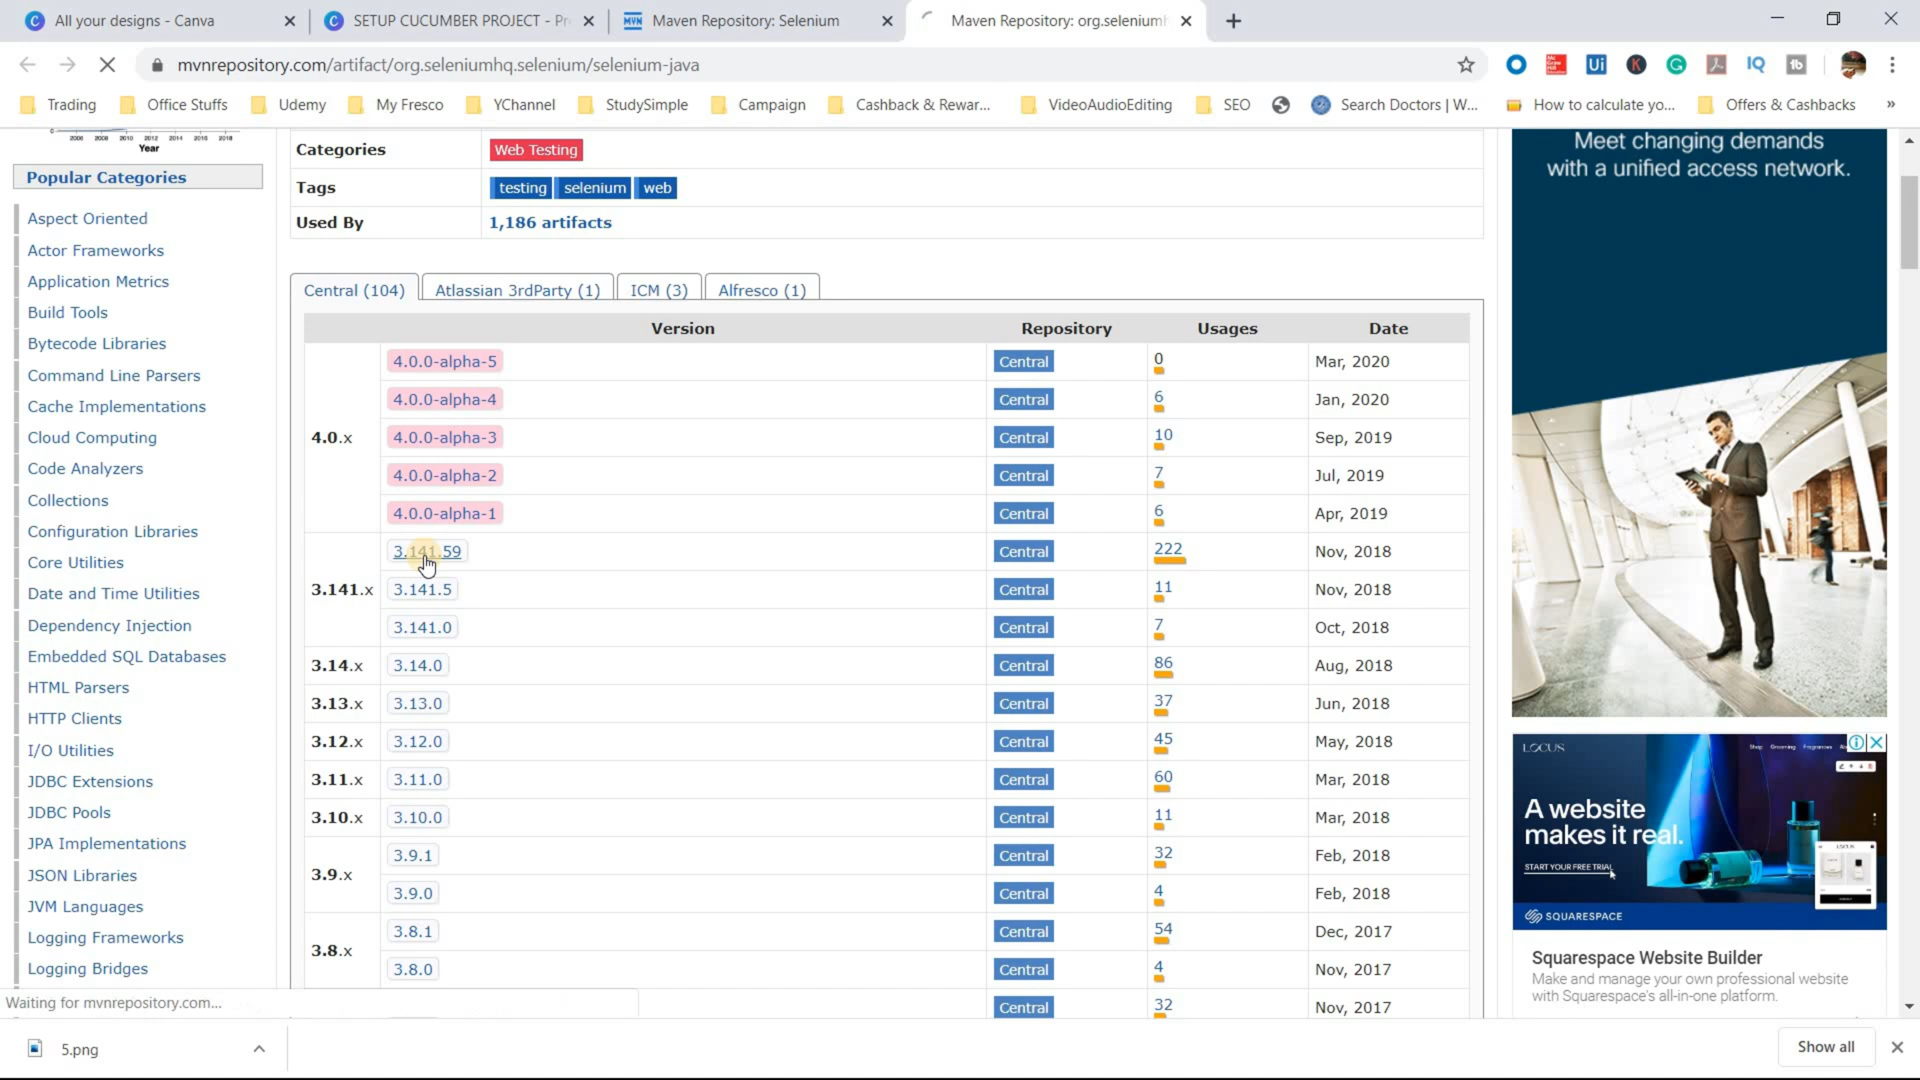 All your designs - Canva
SETUP CUCUMBER PROJECT - Pr
Maven Repository: Selenium
Maven Repository: org.seleniumh
mvnrepository.com/artifact/org.seleniumhq.selenium/selenium-java
Trading
Office Stuffs
Udemy
My Fresco
YChannel
StudySimple
Campaign
Cashback & Rewar...
VideoAudioEditing
SEO
Search Doctors | W...
How to calculate yo...
Offers & Cashbacks
»
0
2006 2008 2010 2012 2014 2016 2018
Year
Popular Categories
Aspect Oriented
Actor Frameworks
Application Metrics
Build Tools
Bytecode Libraries
Command Line Parsers
Cache Implementations
Cloud Computing
Code Analyzers
Collections
Configuration Libraries
Core Utilities
Date and Time Utilities
Dependency Injection
Embedded SQL Databases
HTML Parsers
HTTP Clients
I/O Utilities
JDBC Extensions
JDBC Pools
JPA Implementations
JSON Libraries
JVM Languages
Logging Frameworks
Logging Bridges
Categories Web Testing
Tags testing selenium web
Used By 1,186 artifacts
Central (104) Atlassian 3rdParty (1) ICM (3) Alfresco (1)
Version Repository Usages Date
4.0.x
4.0.0-alpha-5 Central 0 Mar, 2020
4.0.0-alpha-4 Central 6 Jan, 2020
4.0.0-alpha-3 Central 10 Sep, 2019
4.0.0-alpha-2 Central 7 Jul, 2019
4.0.0-alpha-1 Central 6 Apr, 2019
3.141.x
3.141.59 Central 222 Nov, 2018
3.141.5 Central 11 Nov, 2018
3.141.0 Central 7 Oct, 2018
3.14.x 3.14.0 Central 86 Aug, 2018
3.13.x 3.13.0 Central 37 Jun, 2018
3.12.x 3.12.0 Central 45 May, 2018
3.11.x 3.11.0 Central 60 Mar, 2018
3.10.x 3.10.0 Central 11 Mar, 2018
3.9.x
3.9.1 Central 32 Feb, 2018
3.9.0 Central 4 Feb, 2018
3.8.x
3.8.1 Central 54 Dec, 2017
3.8.0 Central 4 Nov, 2017
Central 32 Nov, 2017
Meet changing demands
with a unified access network.
LOCUS
A website
makes it real.
START YOUR FREE TRIAL
SQUARESPACE
Squarespace Website Builder
Make and manage your own professional website
with Squarespace's all-in-one platform.
Waiting for mvnrepository.com...
5.png
Show all